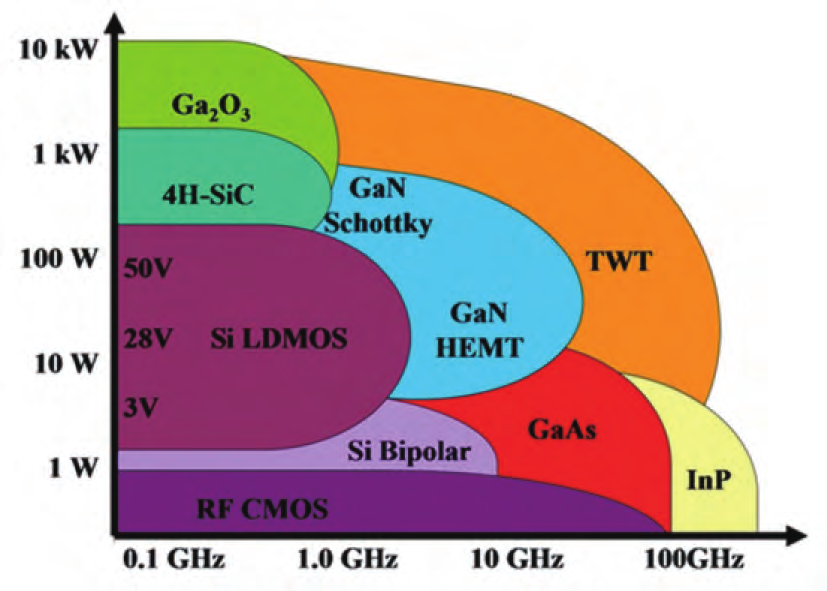 10 kW
Ga₂O₃
1 kW
4H-SiC
GaN
Schottky
100 W
50V
TWT
GaN
HEMT
28V
Si LDMOS
10 W
3V
GaAs
Si Bipolar
1 W
InP
RF CMOS
0.1 GHz
1.0 GHz
10 GHz
100GHz